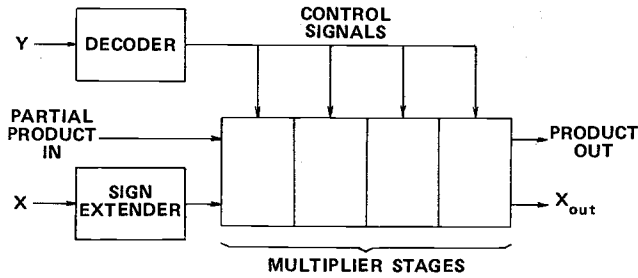 CONTROL
SIGNALS
Y
DECODER
PARTIAL
PRODUCT
IN
PRODUCT
OUT
X
SIGN
EXTENDER
Xout
MULTIPLIER STAGES